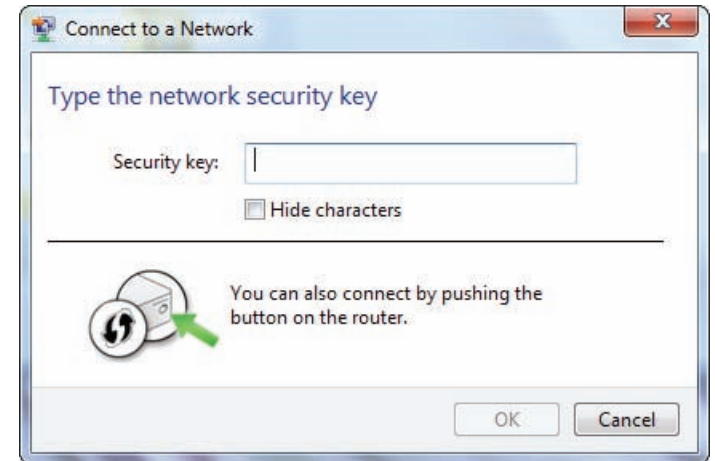 Connect to a Network
Type the network security key
Security key:
Hide characters
You can also connect by pushing the
button on the router.
OK Cancel